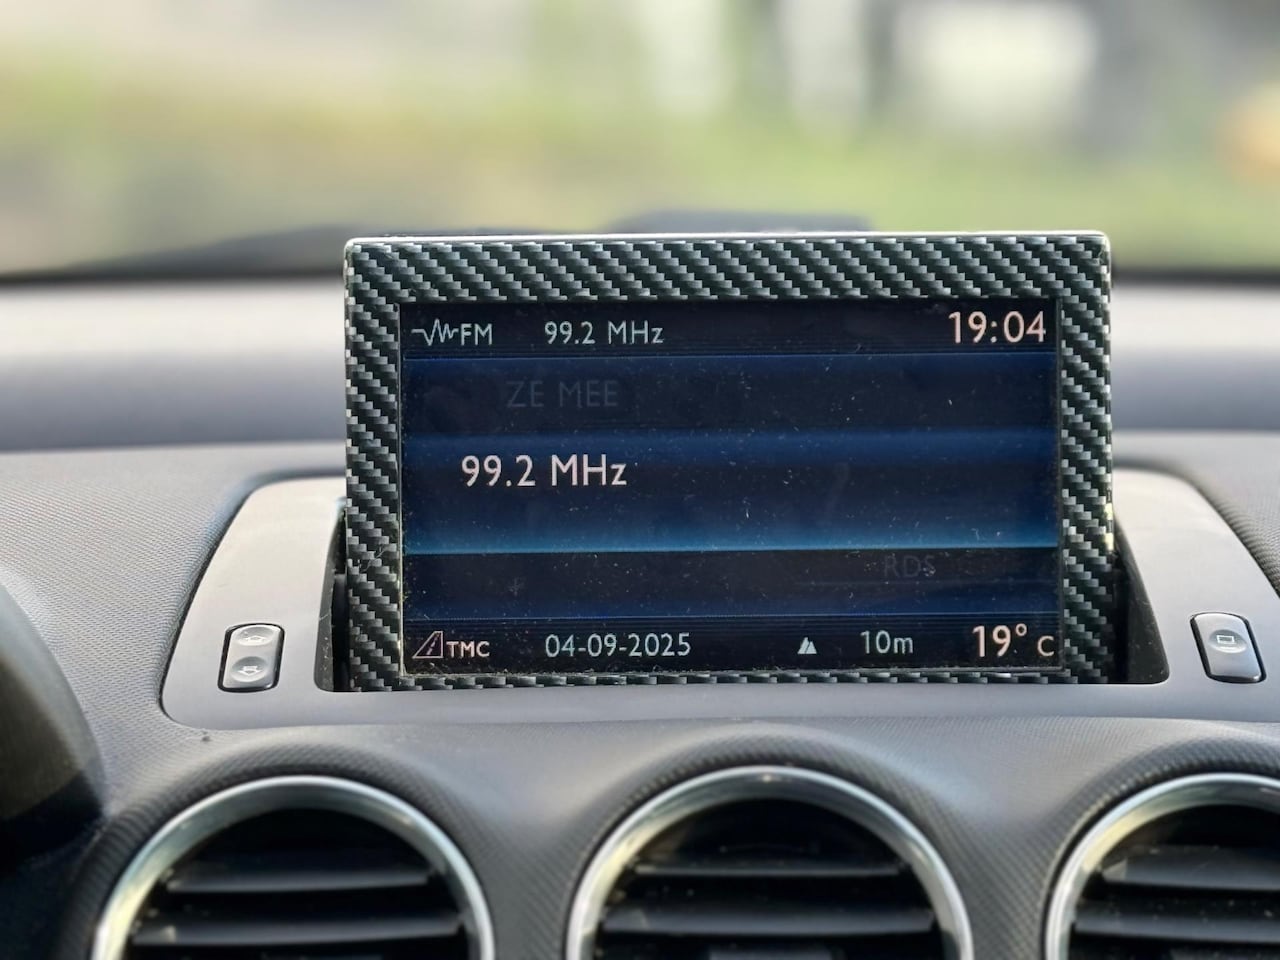 FM 99.2 MHz 19:04
ZE MEE
99.2 MHz
RDS
TMC 04-09-2025 10m 19° C